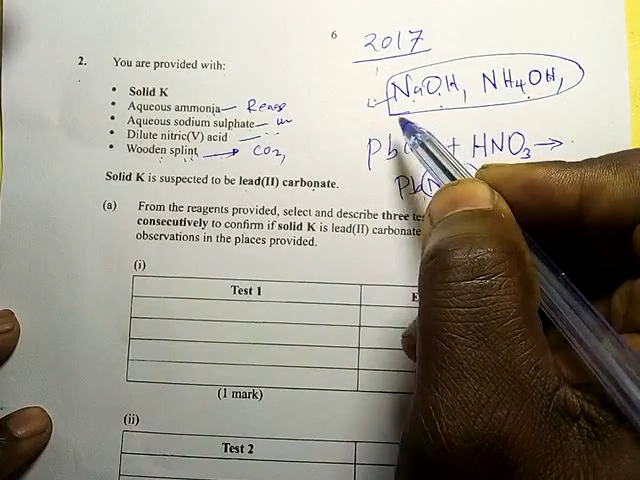 6
2017
2. You are provided with:
• Solid K
• Aqueous ammonia
• Aqueous sodium sulphate
• Dilute nitric(V) acid
• Wooden splint → CO2,
NaOH, NH4OH,
+ HNO3 →
Solid K is suspected to be lead(II) carbonate.
(a) From the reagents provided, select and describe three
consecutively to confirm if solid K is lead(II) carbonate
observations in the places provided.
(i)
Test 1
(1 mark)
(ii)
Test 2